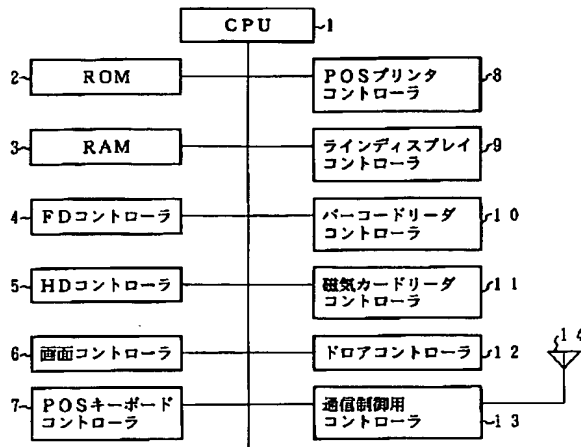 CPU 1
2 ROM
POSプリンタ
コントローラ 8
3 RAM
ラインディスプレイ
コントローラ 9
4 FDコントローラ
バーコードリーダ
コントローラ 10
5 HDコントローラ
磁気カードリーダ
コントローラ 11
6 画面コントローラ
ドロアコントローラ 12
14
7 POSキーボード
コントローラ
通信制御用
コントローラ 13